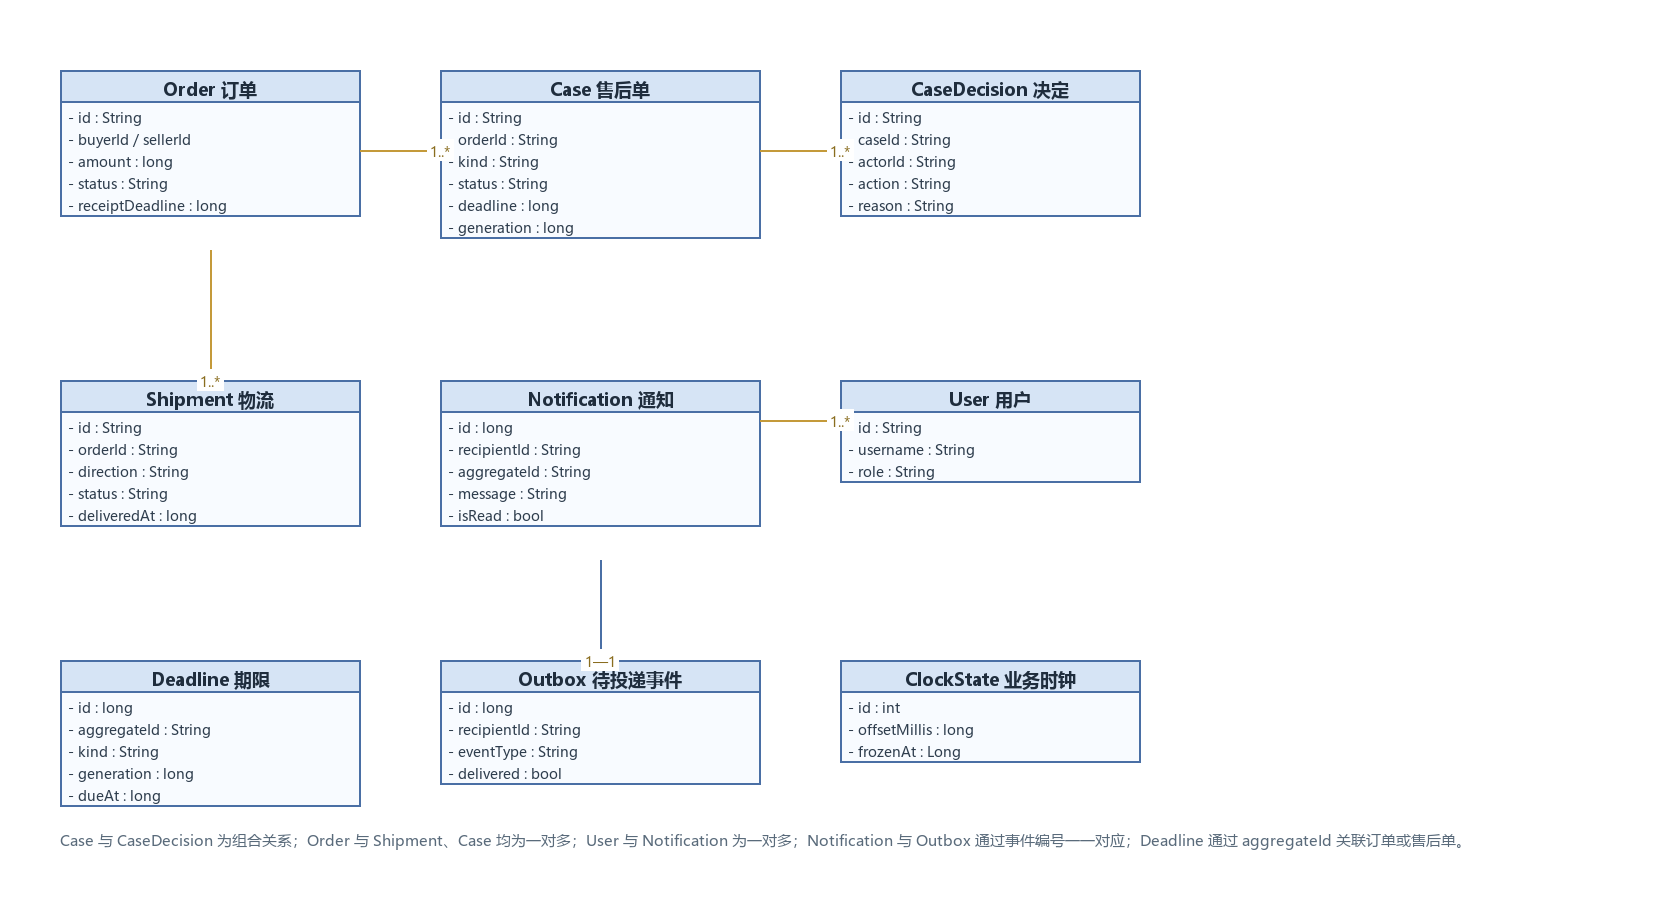 Order 订单
- id : String
- buyerId / sellerId
- amount : long
- status : String
- receiptDeadline : long
1..*
Case 售后单
- id : String
orderId : String
- kind : String
- status : String
- deadline : long
- generation : long
1..*
CaseDecision 决定
- id : String
caseId : String
- actorId : String
- action : String
- reason : String
1..*
Shipment 物流
- id : String
- orderId : String
- direction : String
- status : String
- deliveredAt : long
Notification 通知
- id : long
- recipientId : String
- aggregateId : String
- message : String
- isRead : bool
1..*
User 用户
id : String
- username : String
- role : String
Deadline 期限
- id : long
- aggregateId : String
- kind : String
- generation : long
- dueAt : long
1—1
Outbox 待投递事件
- id : long
- recipientId : String
- eventType : String
- delivered : bool
ClockState 业务时钟
- id : int
- offsetMillis : long
- frozenAt : Long
Case 与 CaseDecision 为组合关系；Order 与 Shipment、Case 均为一对多；User 与 Notification 为一对多；Notification 与 Outbox 通过事件编号一一对应；Deadline 通过 aggregateId 关联订单或售后单。